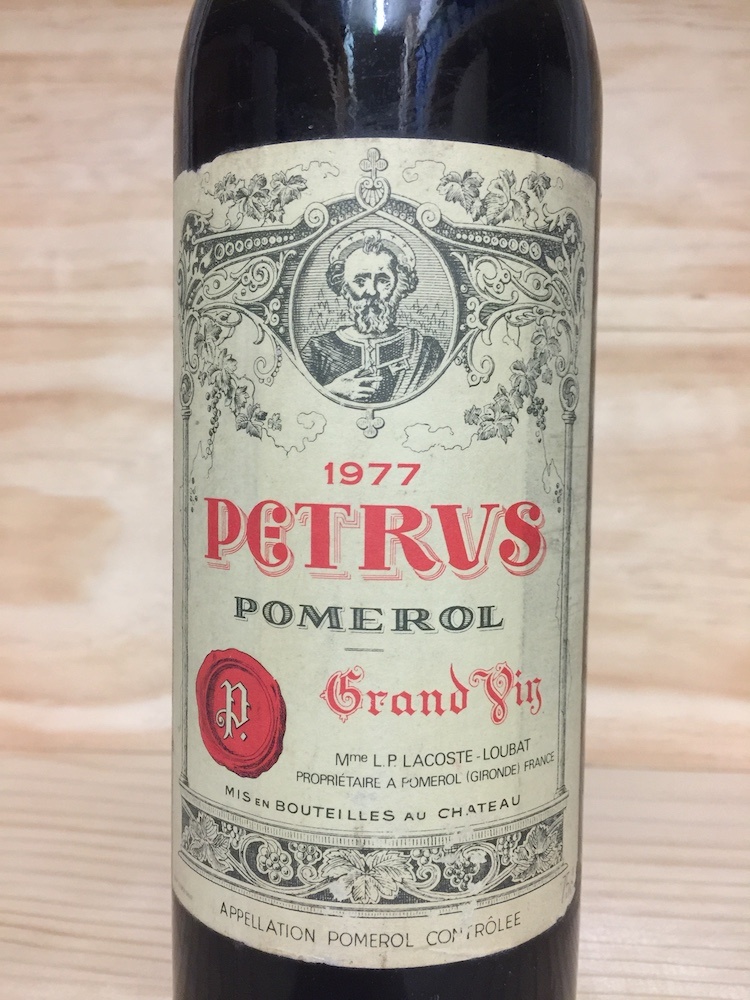 1977
PETRVS
POMEROL
Grand Vin
P.
Mme L.P. LACOSTE-LOUBAT
PROPRIÉTAIRE A POMEROL (GIRONDE) FRANCE
MIS EN BOUTEILLES AU CHATEAU
APPELLATION POMEROL CONTRÔLEE